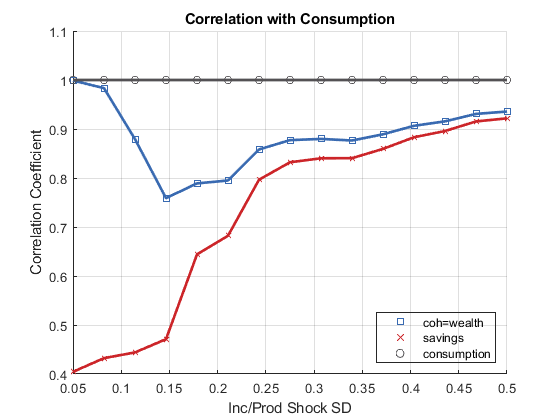 Correlation with Consumption
1.1
1
0.9
0.8
0.7
0.6
0.5
0.4
Correlation Coefficient
coh=wealth
savings
consumption
0.05 0.1 0.15 0.2 0.25 0.3 0.35 0.4 0.45 0.5
Inc/Prod Shock SD